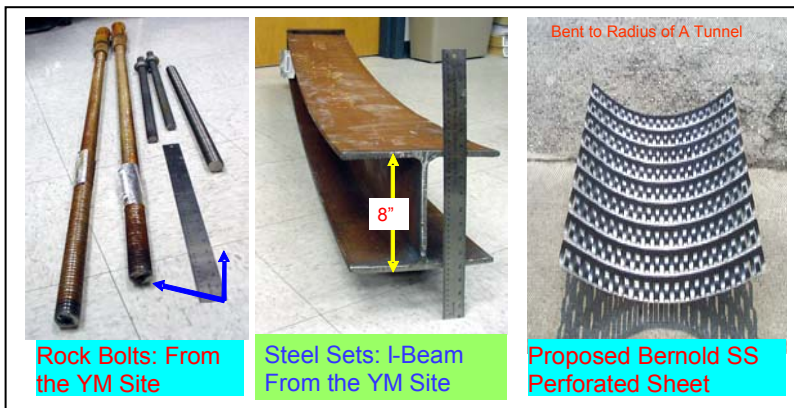 Bent to Radius of A Tunnel
8”
Rock Bolts: From
the YM Site
Steel Sets: I-Beam
From the YM Site
Proposed Bernold SS
Perforated Sheet